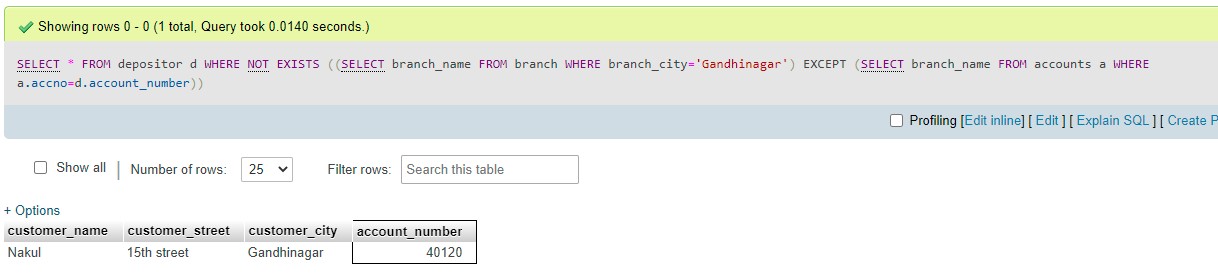 Showing rows 0 - 0 (1 total, Query took 0.0140 seconds.)
SELECT * FROM depositor d WHERE NOT EXISTS ((SELECT branch_name FROM branch WHERE branch_city='Gandhinagar') EXCEPT (SELECT branch_name FROM accounts a WHERE
a.accno=d.account_number))
Profiling [Edit inline] [ Edit ] [ Explain SQL ] [ Create P
Show all | Number of rows: 25 Filter rows: Search this table
+ Options
customer_name customer_street customer_city account_number
Nakul 15th street Gandhinagar 40120